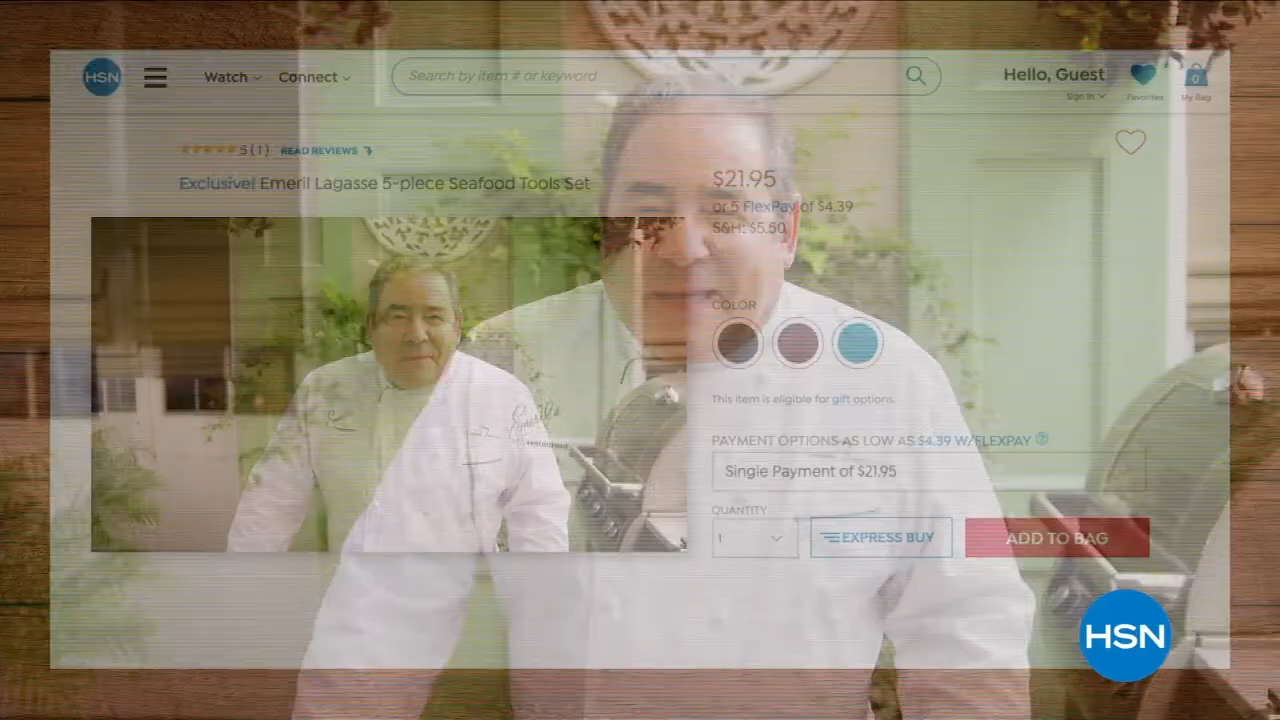 HSN
Watch
Connect
Search by item # or keyword
Hello, Guest
Sign In
Favorites
0
My Bag
5 (1)
READ REVIEWS
Exclusive! Emeril Lagasse 5-piece Seafood Tools Set
$21.95
or 5 FlexPay of $4.39
S&H: $5.50
COLOR
This item is eligible for gift options.
PAYMENT OPTIONS AS LOW AS $4.39 W/FLEXPAY ?
Single Payment of $21.95
QUANTITY
1
EXPRESS BUY
ADD TO BAG
HSN